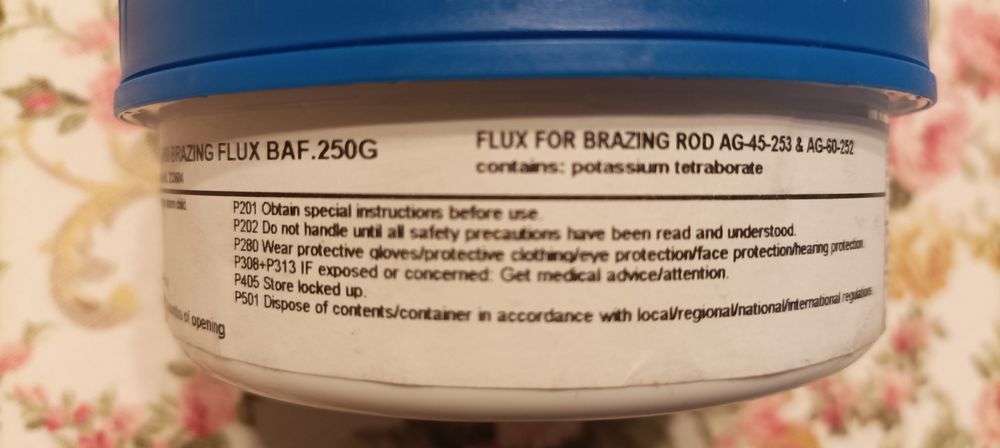 BRAZING FLUX BAF.250G
FLUX FOR BRAZING ROD AG-45-253 & AG-60-252
contains: potassium tetraborate
child.
P201 Obtain special instructions before use.
P202 Do not handle until all safety precautions have been read and understood.
P280 Wear protective gloves/protective clothing/eye protection/face protection/hearing protection.
P308+P313 IF exposed or concerned: Get medical advice/attention.
P405 Store locked up.
P501 Dispose of contents/container in accordance with local/regional/national/international regulations.
of opening